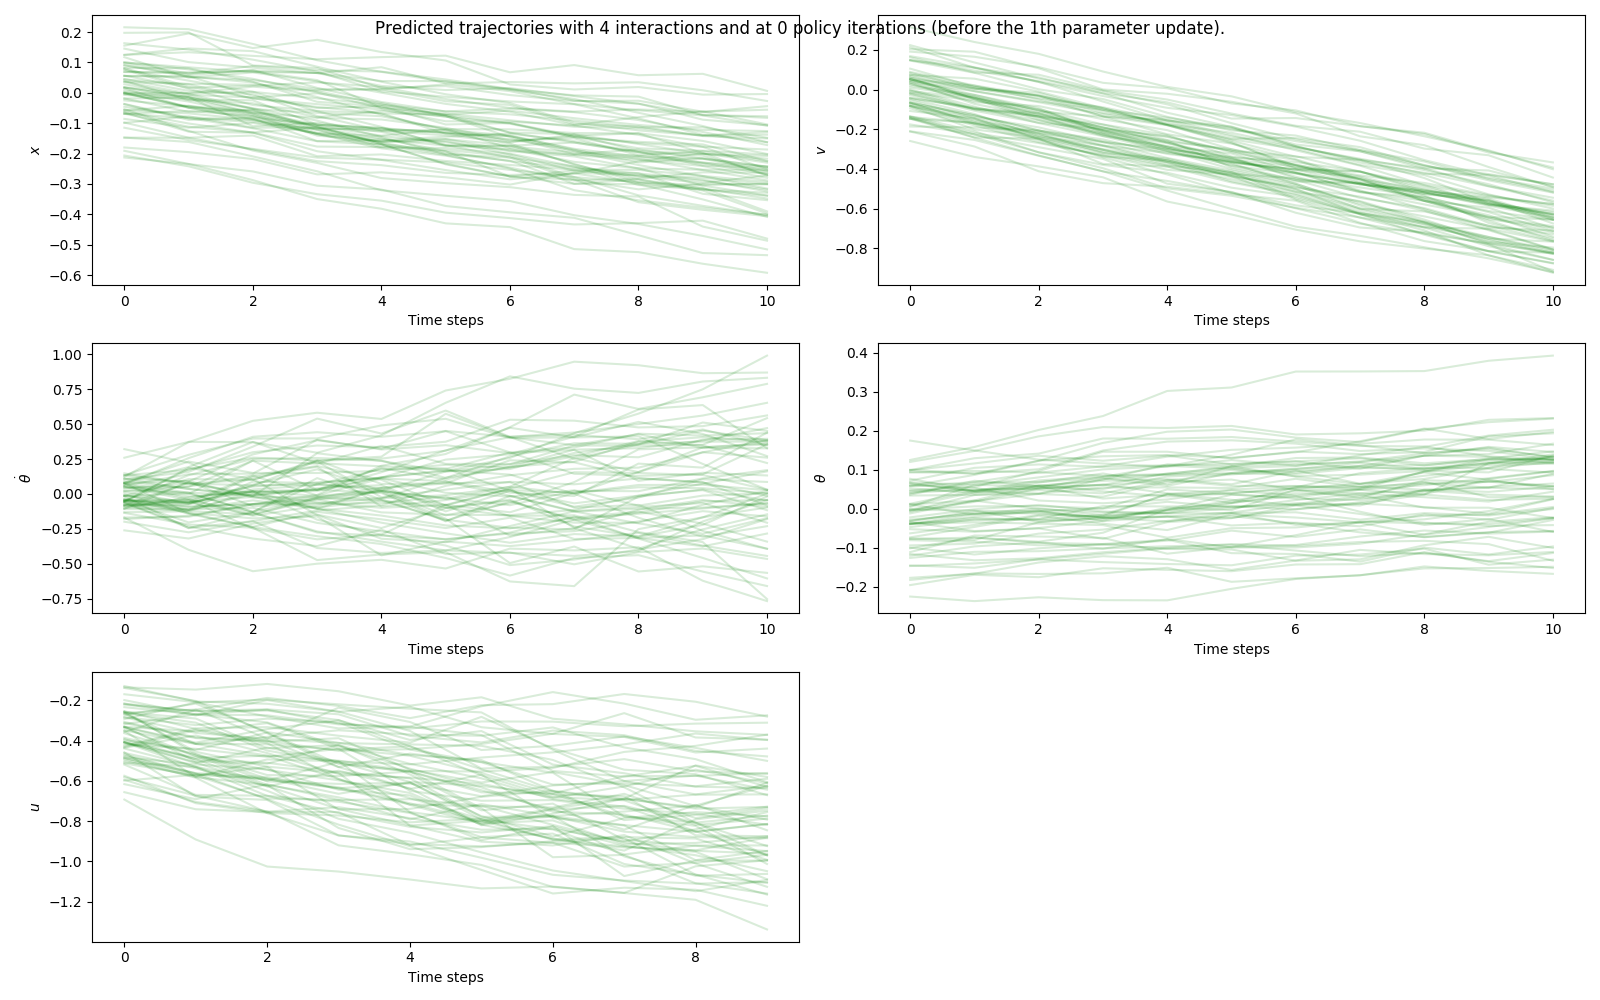 Predicted trajectories with 4 interactions and at 0 policy iterations (before the 1th parameter update).
0.2
0.1
0.0
−0.1
−0.2
−0.3
−0.4
−0.5
−0.6
x
0 2 4 6 8 10
Time steps
0.2
0.0
−0.2
−0.4
−0.6
−0.8
v
0 2 4 6 8 10
Time steps
1.00
0.75
0.50
0.25
0.00
−0.25
−0.50
−0.75
θ̇
0 2 4 6 8 10
Time steps
0.4
0.3
0.2
0.1
0.0
−0.1
−0.2
θ
0 2 4 6 8 10
Time steps
−0.2
−0.4
−0.6
−0.8
−1.0
−1.2
u
0 2 4 6 8
Time steps